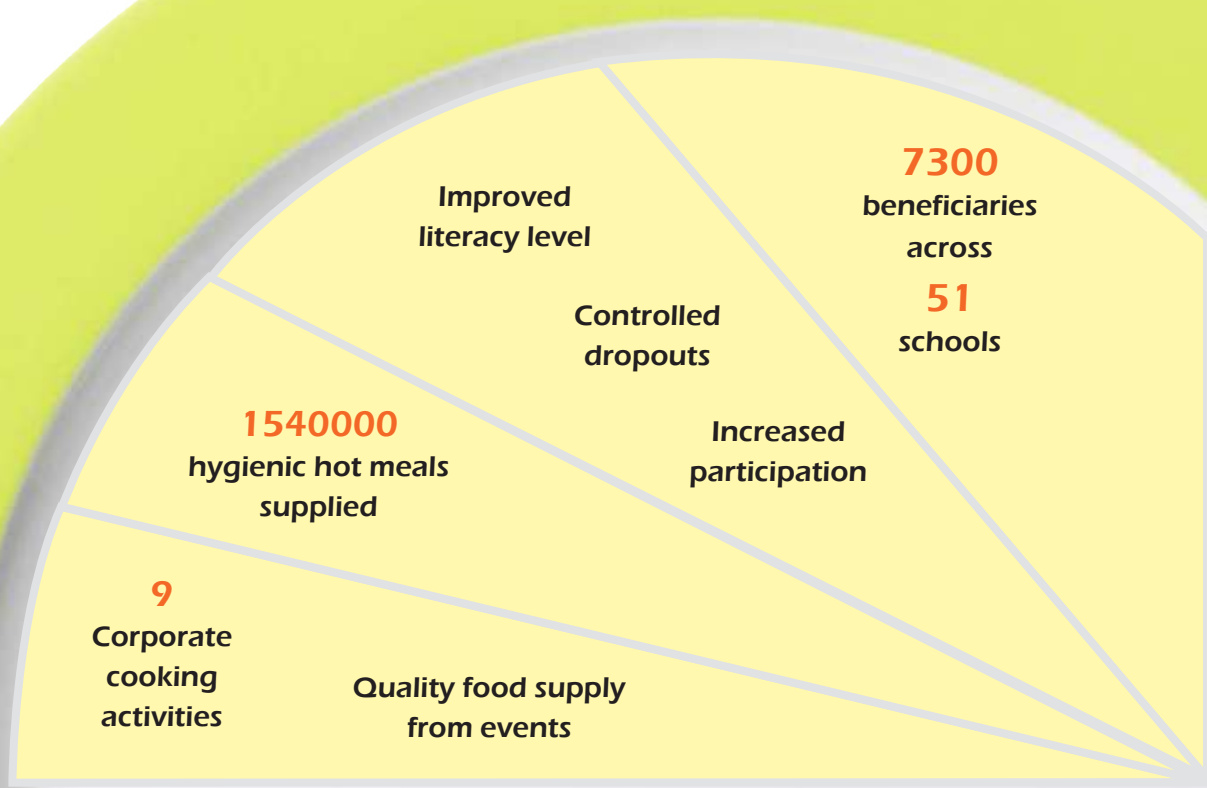 7300
beneficiaries
across
51
schools
Improved
literacy level
Controlled
dropouts
Increased
participation
1540000
hygienic hot meals
supplied
9
Corporate
cooking
activities
Quality food supply
from events